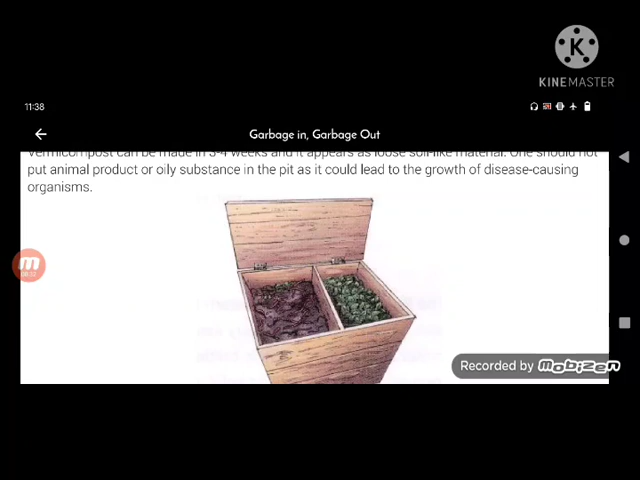 KINEMASTER
11:38
Garbage in, Garbage Out
Vermicompost can be made in 3-4 weeks and it appears as loose soil-like material. One should not
put animal product or oily substance in the pit as it could lead to the growth of disease-causing
organisms.
Recorded by MOBIZEN